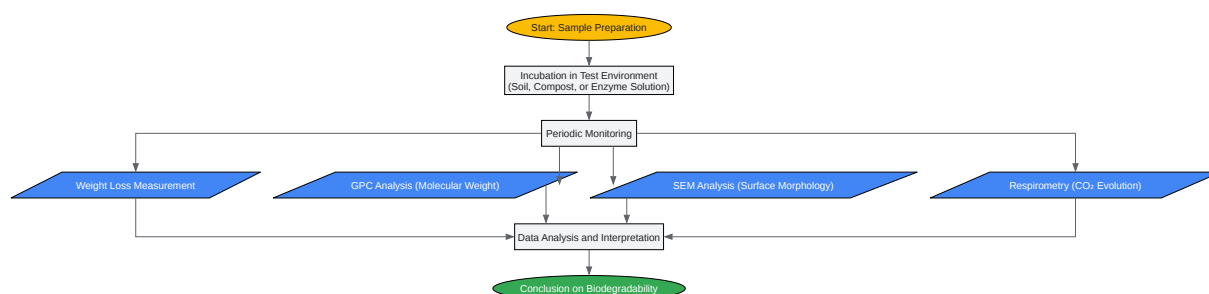 Start: Sample Preparation
Incubation in Test Environment
(Soil, Compost, or Enzyme Solution)
Periodic Monitoring
Weight Loss Measurement
GPC Analysis (Molecular Weight)
SEM Analysis (Surface Morphology)
Respirometry (CO₂ Evolution)
Data Analysis and Interpretation
Conclusion on Biodegradability